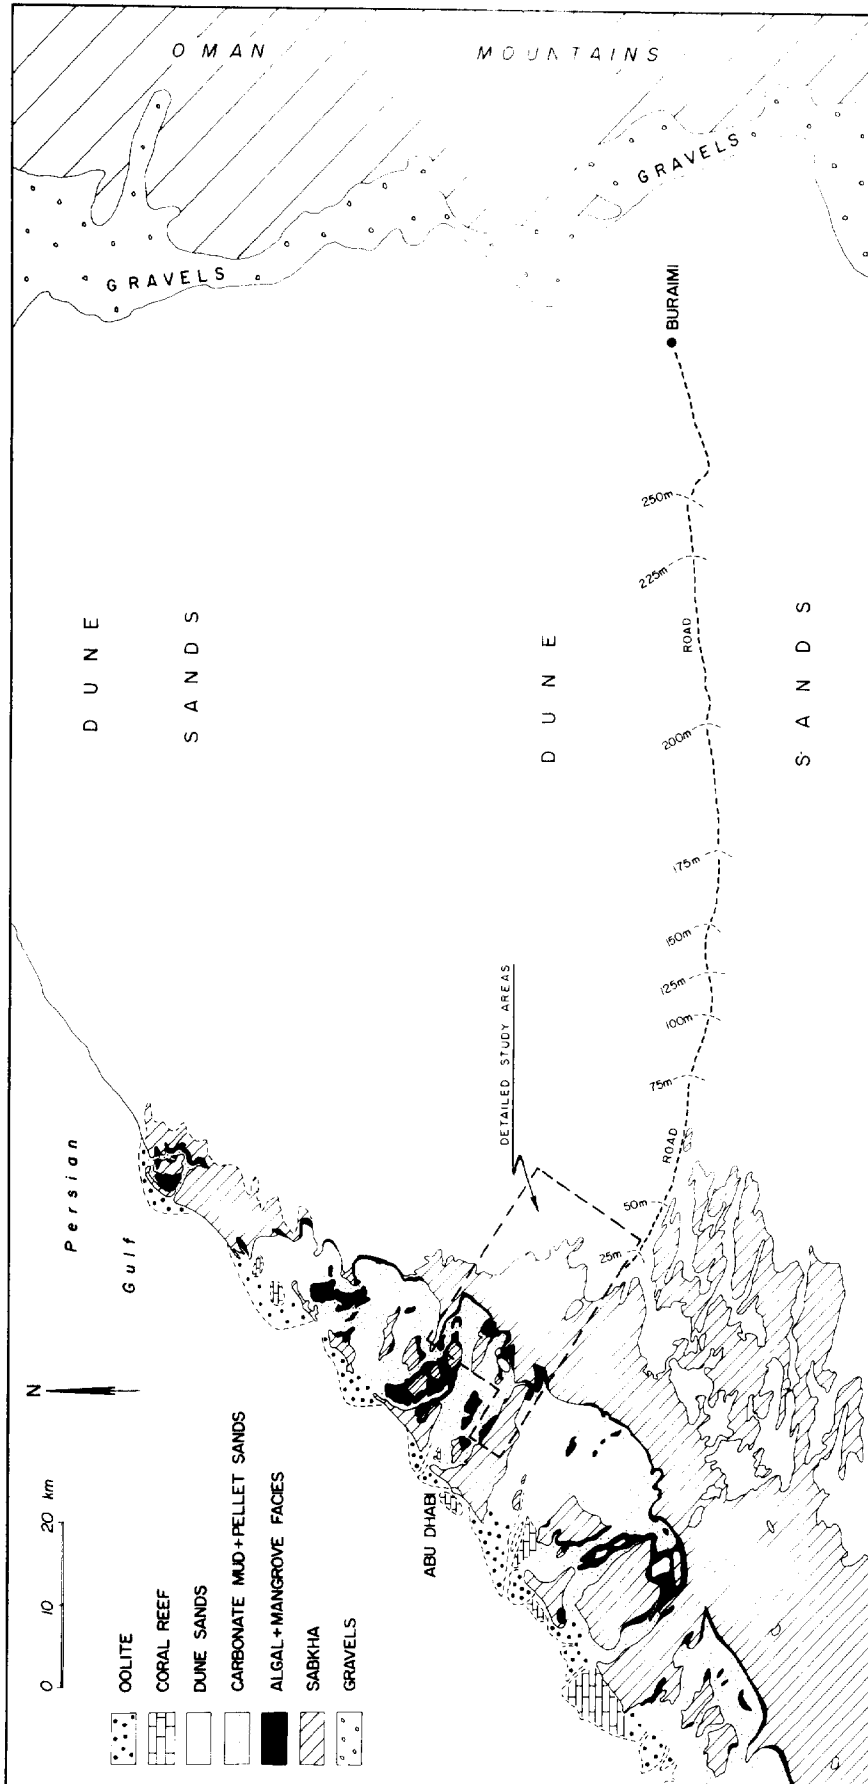 OMAN MOUNTAINS
GRAVELS
GRAVELS
BURAIMI
250m
225m
ROAD
200m
175m
150m
125m
100m
75m
ROAD
50m
25m
DUNE
SANDS
DUNE
SANDS
DETAILED STUDY AREAS
Persian
Gulf
N
ABU DHABI
0 10 20 km
OOLITE
CORAL REEF
DUNE SANDS
CARBONATE MUD+PELLET SANDS
ALGAL+MANGROVE FACIES
SABKHA
GRAVELS